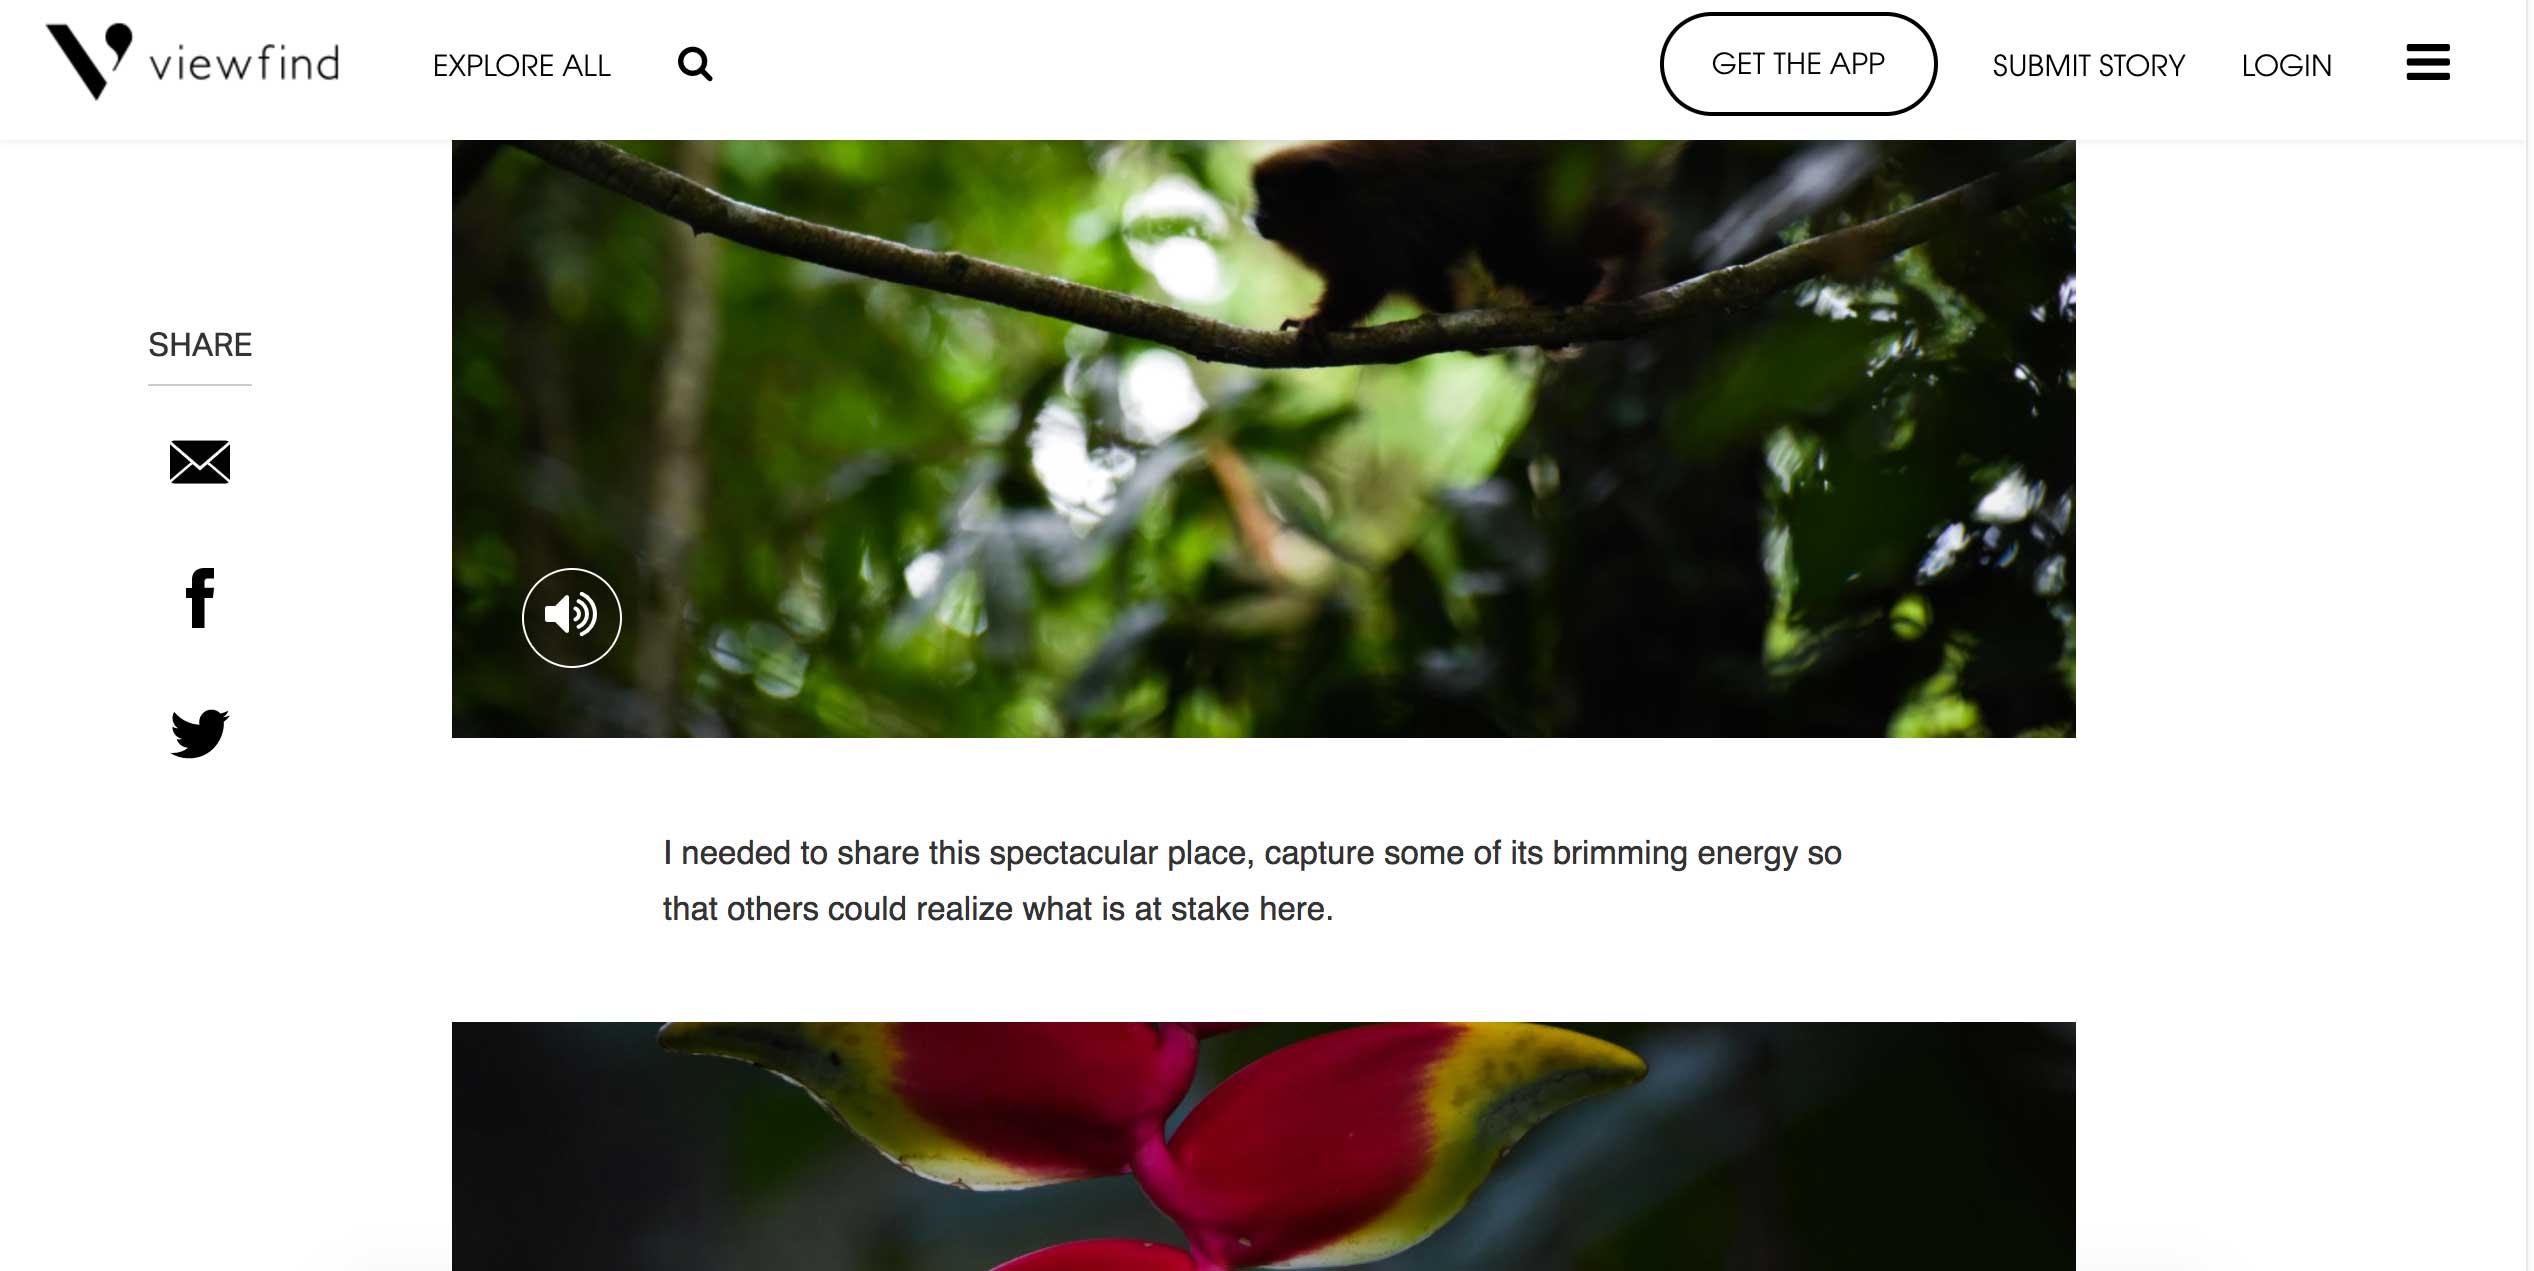 viewfind
EXPLORE ALL
GET THE APP
SUBMIT STORY
LOGIN
SHARE
I needed to share this spectacular place, capture some of its brimming energy so
that others could realize what is at stake here.